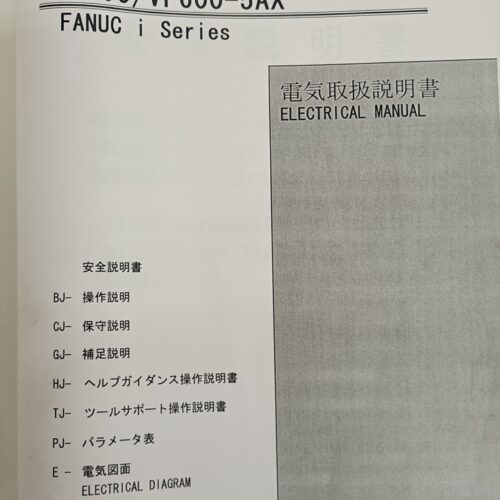 FANUC i Series
電気取扱説明書
ELECTRICAL MANUAL
安全説明書
BJ- 操作説明
CJ- 保守説明
GJ- 補足説明
HJ- ヘルプガイダンス操作説明書
TJ- ツールサポート操作説明書
PJ- パラメータ表
E - 電気図面
ELECTRICAL DIAGRAM